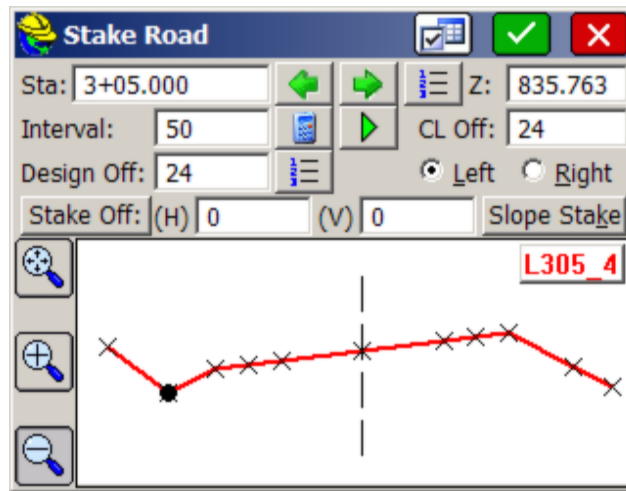 Stake Road
Sta: 3+05.000 Z: 835.763
Interval: 50 CL Off: 24
Design Off: 24 Left Right
Stake Off: (H) 0 (V) 0 Slope Stake
L305_4